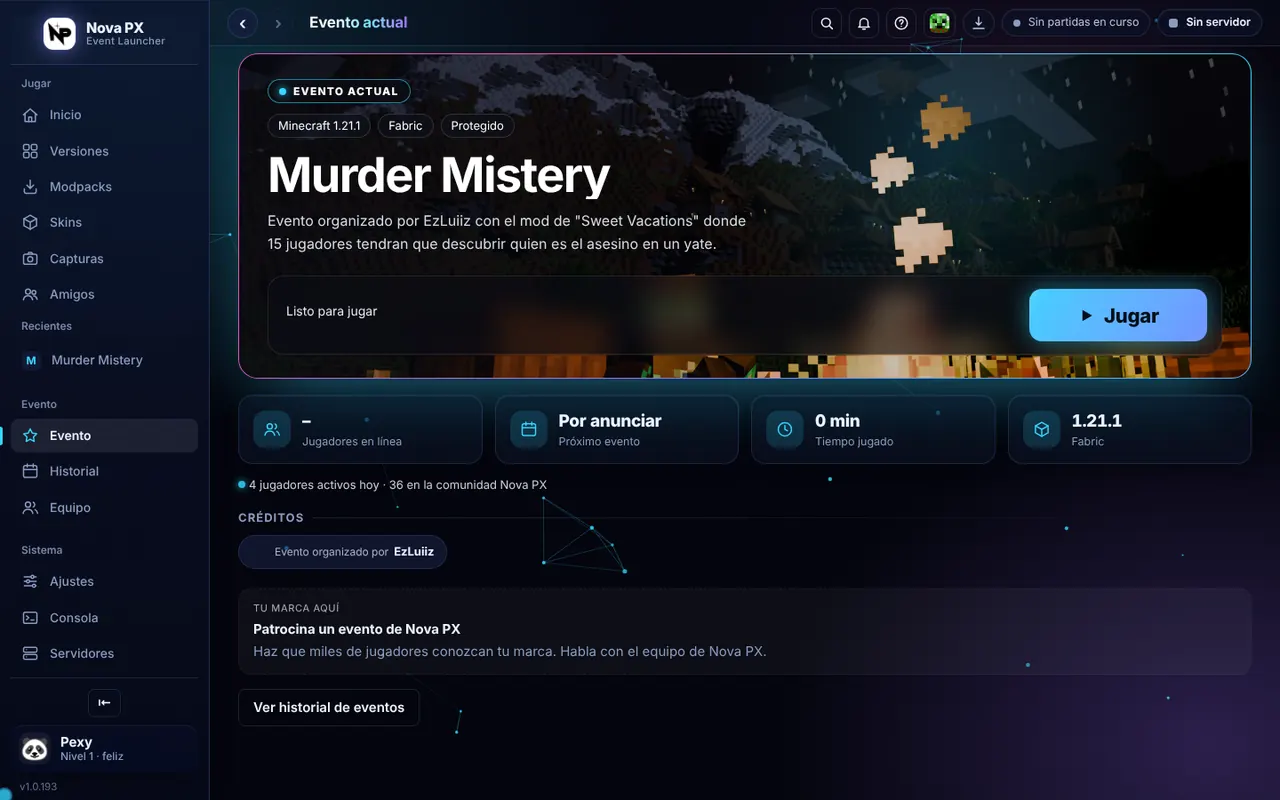 Nova PX
Event Launcher
Jugar
Inicio
Versiones
Modpacks
Skins
Capturas
Amigos
Recientes
M Murder Mistery
Evento
Evento
Historial
Equipo
Sistema
Ajustes
Consola
Servidores
Pexy
Nivel 1 · feliz
v1.0.193
Evento actual
Sin partidas en curso
Sin servidor
EVENTO ACTUAL
Minecraft 1.21.1 Fabric Protegido
Murder Mistery
Evento organizado por EzLuiiz con el mod de "Sweet Vacations" donde
15 jugadores tendran que descubrir quien es el asesino en un yate.
Listo para jugar
Jugar
–
Jugadores en línea
Por anunciar
Próximo evento
0 min
Tiempo jugado
1.21.1
Fabric
4 jugadores activos hoy · 36 en la comunidad Nova PX
CRÉDITOS
Evento organizado por EzLuiiz
TU MARCA AQUÍ
Patrocina un evento de Nova PX
Haz que miles de jugadores conozcan tu marca. Habla con el equipo de Nova PX.
Ver historial de eventos